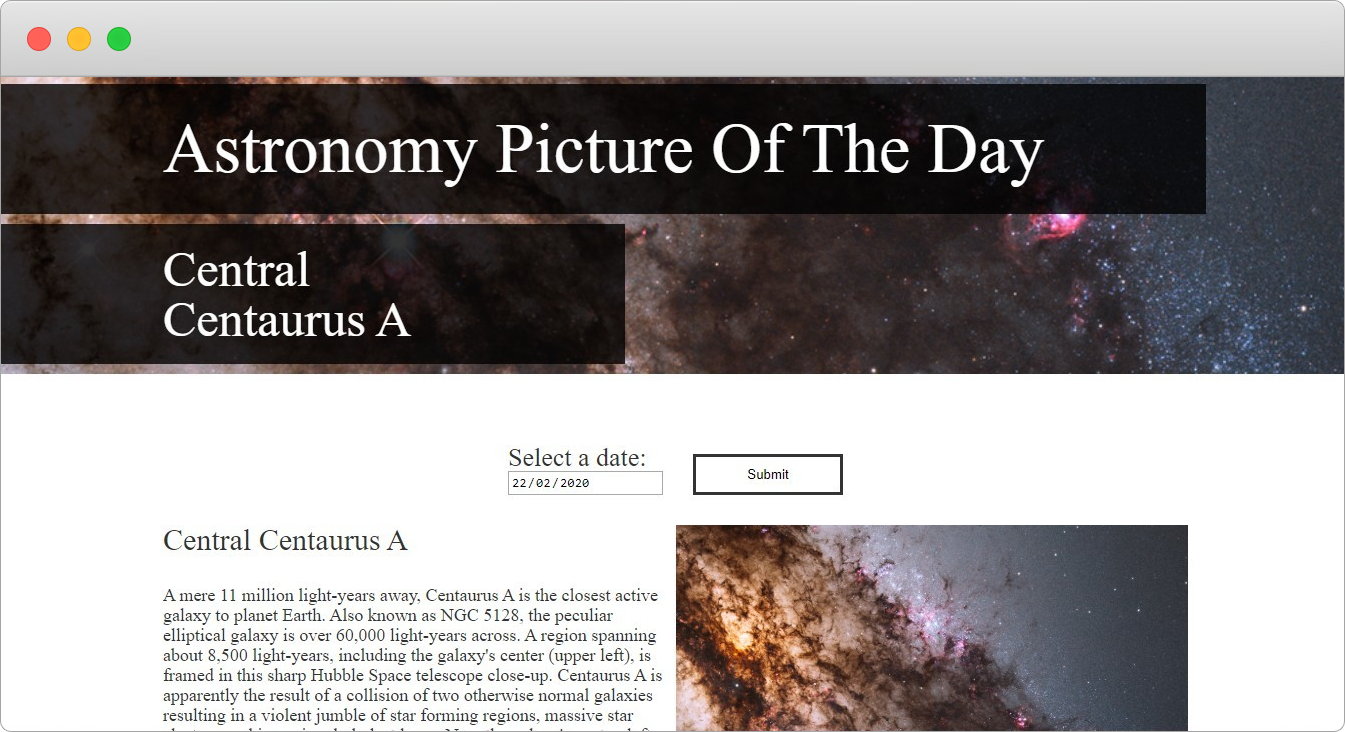 Astronomy Picture Of The Day
Central
Centaurus A
Select a date:
22/02/2020
Submit
Central Centaurus A
A mere 11 million light-years away, Centaurus A is the closest active
galaxy to planet Earth. Also known as NGC 5128, the peculiar
elliptical galaxy is over 60,000 light-years across. A region spanning
about 8,500 light-years, including the galaxy's center (upper left), is
framed in this sharp Hubble Space telescope close-up. Centaurus A is
apparently the result of a collision of two otherwise normal galaxies
resulting in a violent jumble of star forming regions, massive star